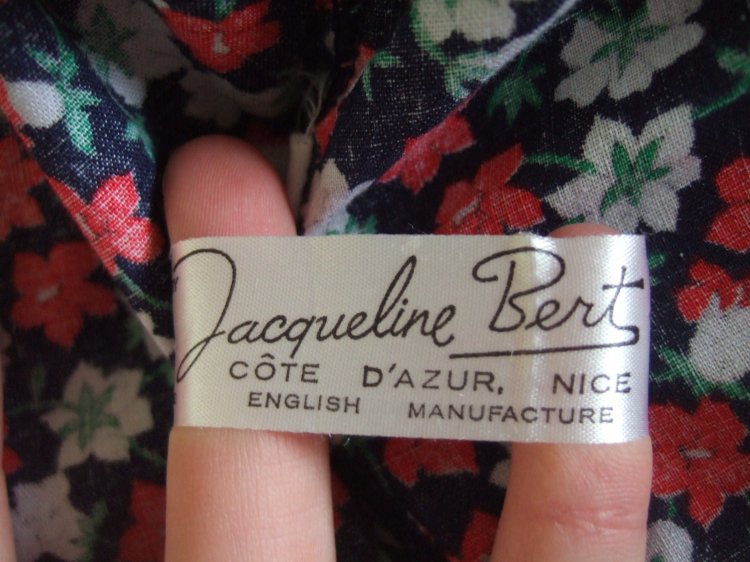 Jacqueline Bert
CÔTE D'AZUR, NICE
ENGLISH MANUFACTURE